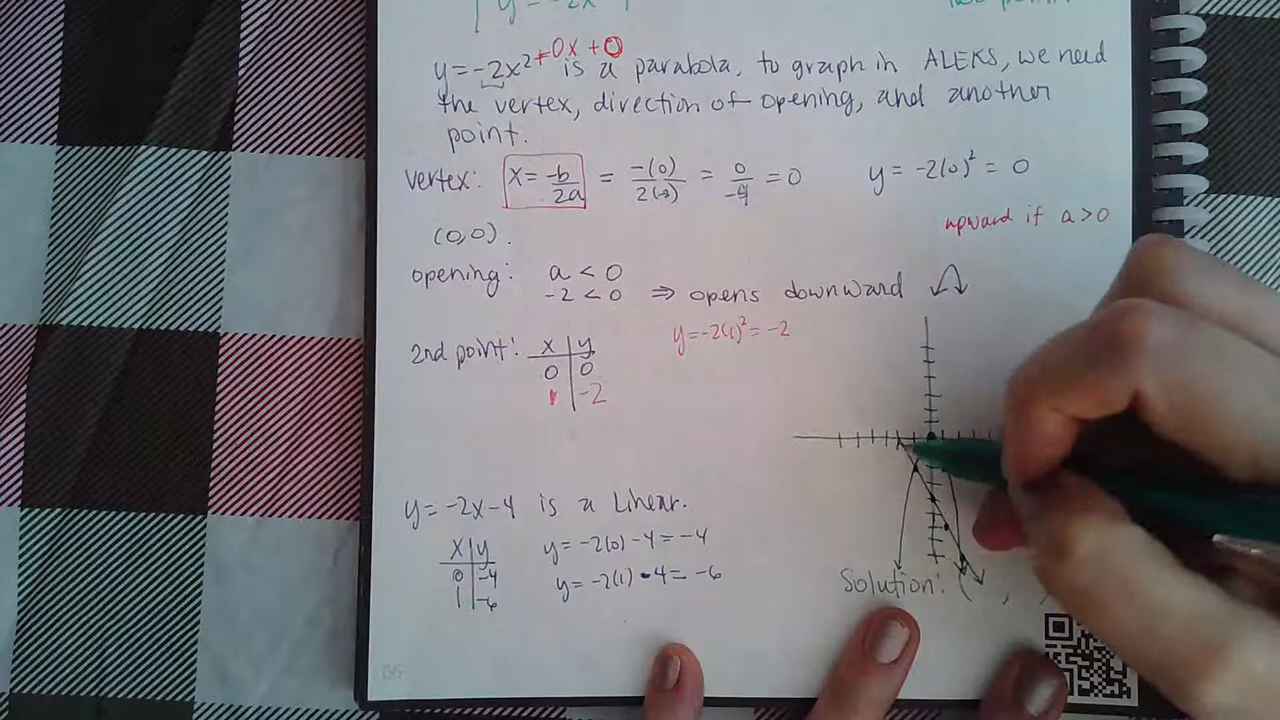 y = -2x
y = -2x² + 0x + 0 is a parabola, to graph in ALEKS, we need
the vertex, direction of opening, and another
point.
vertex: x = -b/2a = -(0)/2(-2) = 0/-4 = 0 y = -2(0)² = 0
(0,0).
upward if a > 0
opening: a < 0
-2 < 0 ⇒ opens downward
2nd point: x | y y = -2(1)² = -2
0 | 0
1 | -2
y = -2x - 4 is a Linear.
x | y y = -2(0) - 4 = -4
0 | -4 y = -2(1) - 4 = -6
1 | -6
Solution: ( ,
66